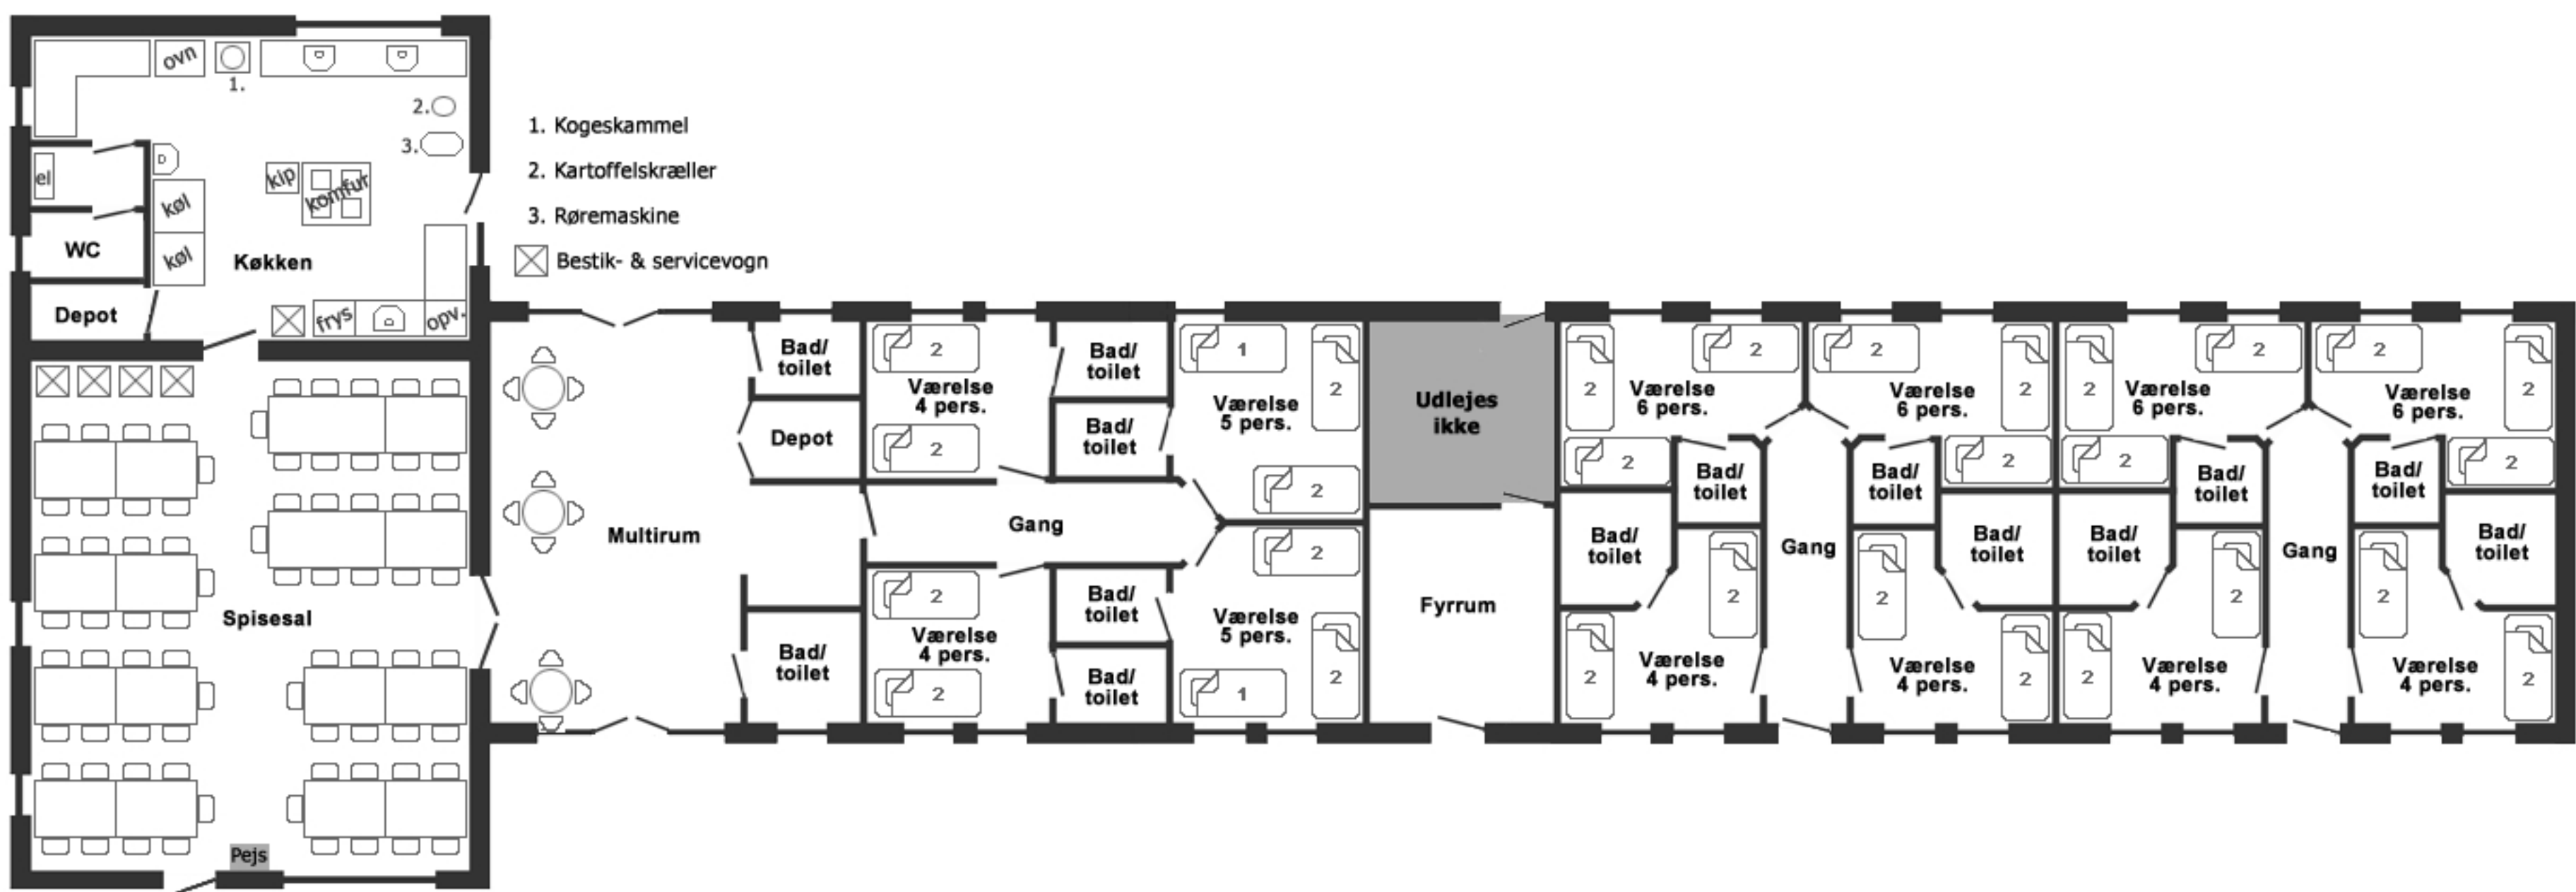 ovn
1.
2.
3.
el
D
køl
køl
klp
komfur
WC
Køkken
Depot
frys
opv.
1. Kogeskammel
2. Kartoffelskræller
3. Røremaskine
Bestik- & servicevogn
Spisesal
Pejs
Multirum
Bad/
toilet
Depot
Bad/
toilet
2
Værelse
4 pers.
2
Bad/
toilet
Bad/
toilet
1
2
Værelse
5 pers.
2
Gang
2
Værelse
4 pers.
2
Bad/
toilet
Bad/
toilet
2
Værelse
5 pers.
2
1
Udlejes
ikke
Fyrrum
2
2
Værelse
6 pers.
2
Bad/
toilet
Bad/
toilet
2
2
Værelse
4 pers.
Gang
2
2
Værelse
6 pers.
2
Bad/
toilet
Bad/
toilet
2
2
Værelse
4 pers.
2
2
Værelse
6 pers.
2
Bad/
toilet
Bad/
toilet
2
2
Værelse
4 pers.
Gang
2
2
Værelse
6 pers.
2
Bad/
toilet
Bad/
toilet
2
2
Værelse
4 pers.